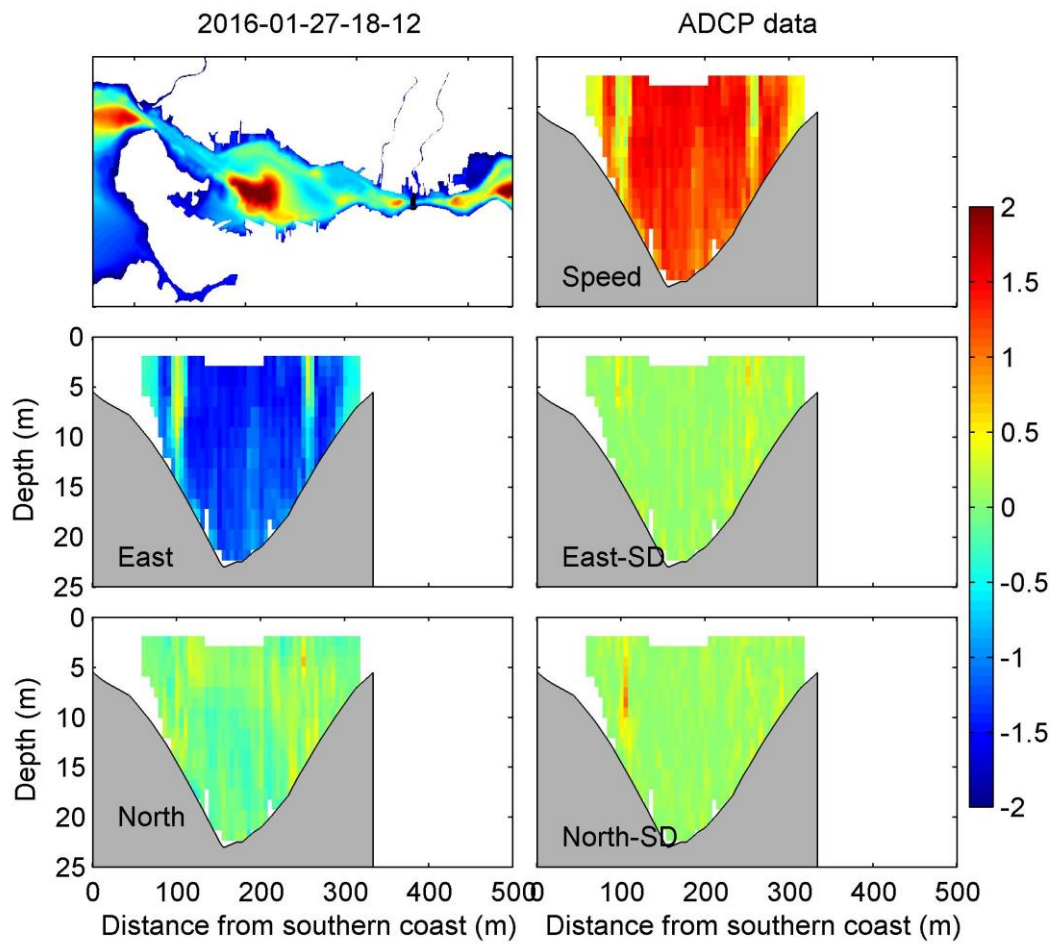 2016-01-27-18-12
ADCP data
Speed
0
5
10
15
20
25
Depth (m)
East
East-SD
2
1.5
1
0.5
0
-0.5
-1
-1.5
-2
0
5
10
15
20
25
Depth (m)
North
North-SD
0 100 200 300 400 500
0 100 200 300 400 500
Distance from southern coast (m)
Distance from southern coast (m)